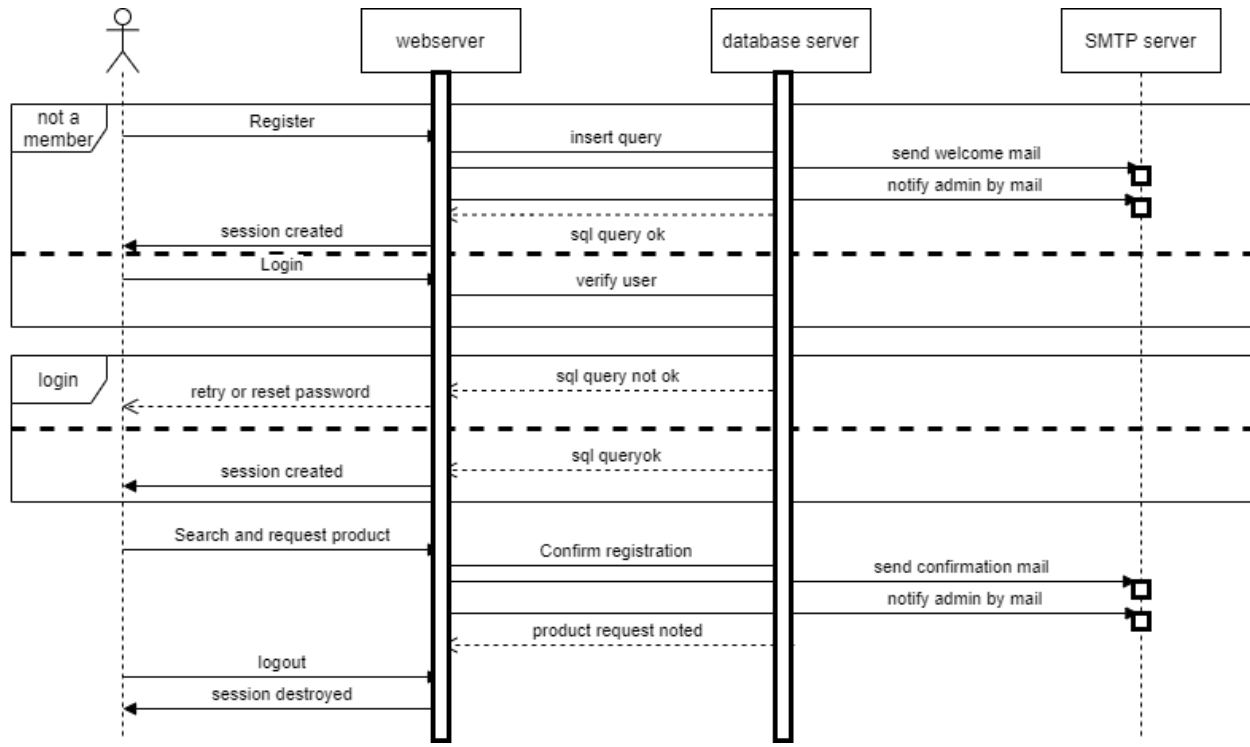 webserver
database server
SMTP server
not a
member
Register
insert query
send welcome mail
notify admin by mail
sql query ok
session created
Login
verify user
login
sql query not ok
retry or reset password
sql queryok
session created
Search and request product
Confirm registration
send confirmation mail
notify admin by mail
product request noted
logout
session destroyed